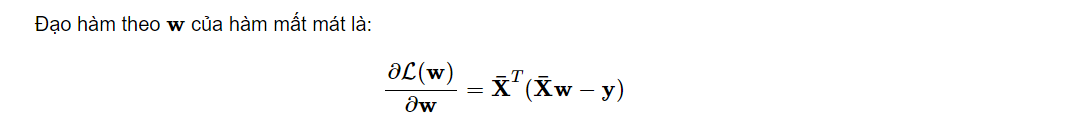 Đạo hàm theo w của hàm mất mát là:
∂ℒ(w)/∂w = X̄ᵀ(X̄w − y)